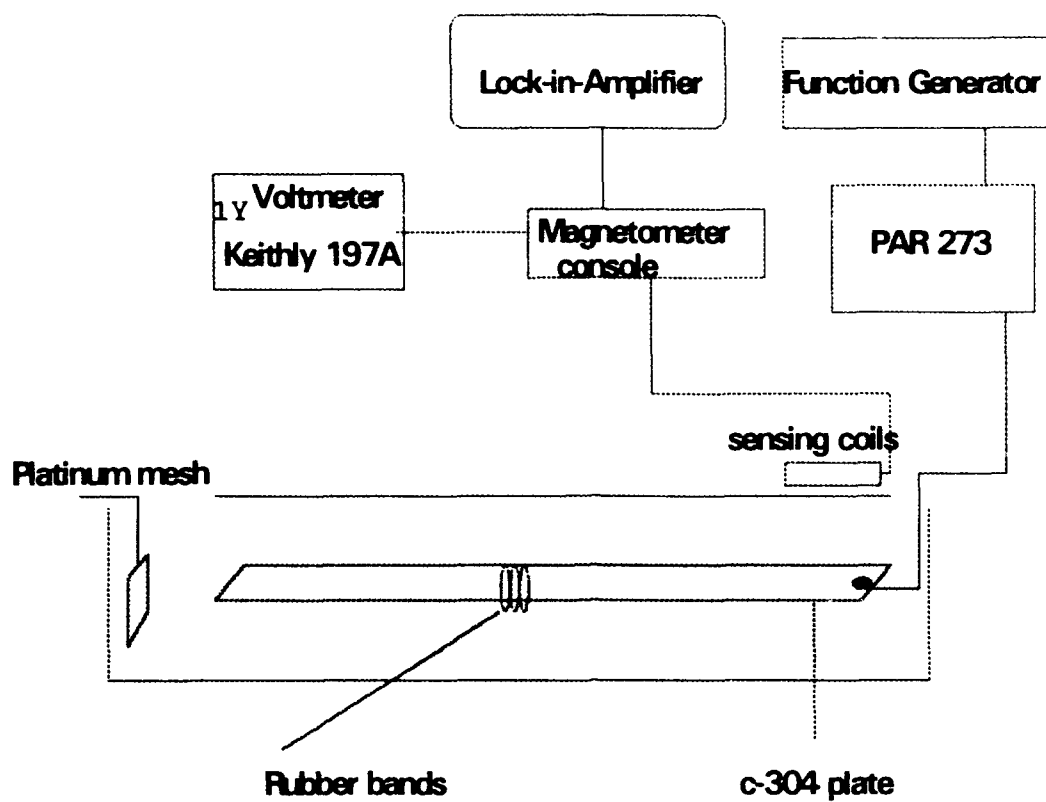 Lock-in-Amplifier
Function Generator
1Y Voltmeter
Keithly 197A
Magnetometer
console
PAR 273
sensing coils
Platinum mesh
Rubber bands
c-304 plate